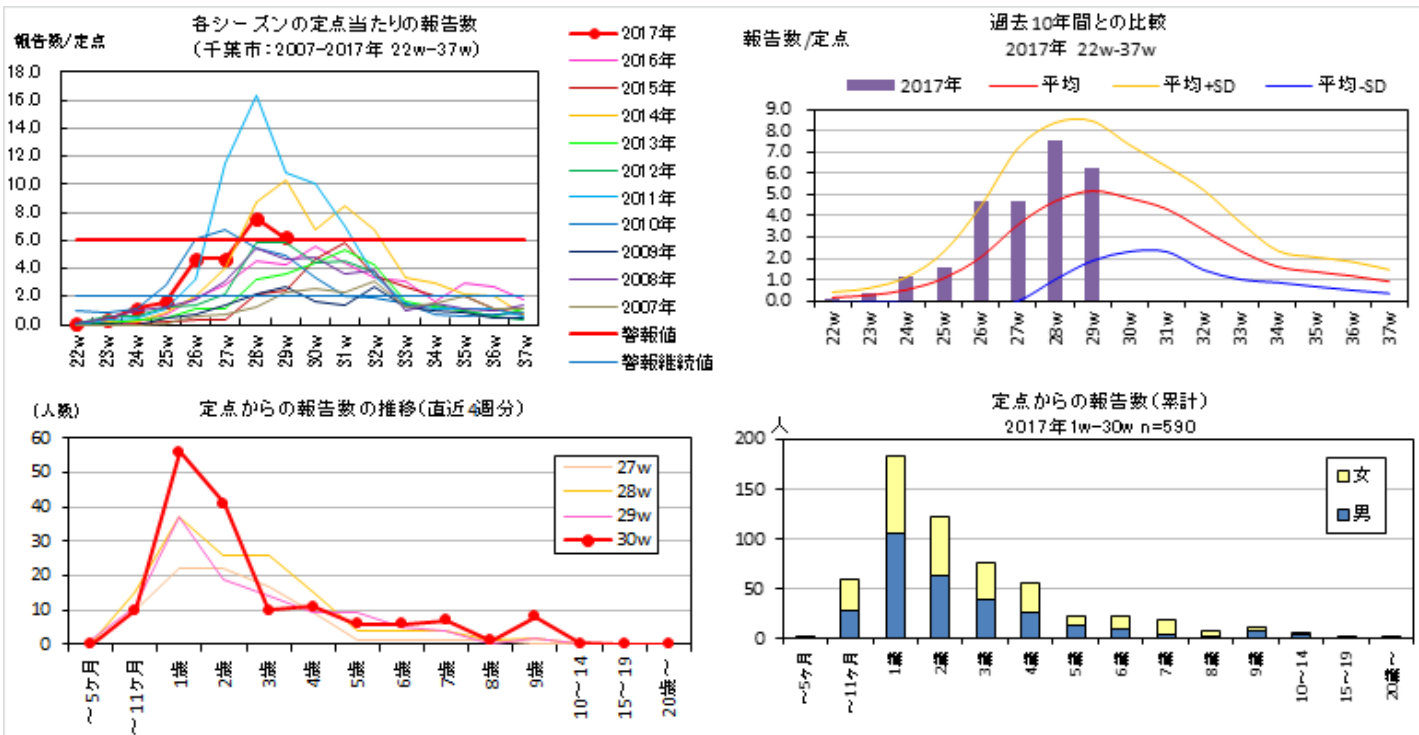 各シーズンの定点当たりの報告数
報告数/定点
(千葉市：2007-2017年 22w-37w)
18.0
16.0
14.0
12.0
10.0
8.0
6.0
4.0
2.0
0.0
22w
23w
24w
25w
26w
27w
28w
29w
30w
31w
32w
33w
34w
35w
36w
37w
2017年
2016年
2015年
2014年
2013年
2012年
2011年
2010年
2009年
2008年
2007年
警報値
警報継続値
過去10年間との比較
報告数/定点
2017年 22w-37w
2017年
平均
平均+SD
平均-SD
9.0
8.0
7.0
6.0
5.0
4.0
3.0
2.0
1.0
0.0
22w
23w
24w
25w
26w
27w
28w
29w
30w
31w
32w
33w
34w
35w
36w
37w
(人数)
定点からの報告数の推移(直近4週分)
60
50
40
30
20
10
0
27w
28w
29w
30w
～5ヶ月
～11ヶ月
1歳
2歳
3歳
4歳
5歳
6歳
7歳
8歳
9歳
10～14
15～19
20歳～
定点からの報告数(累計)
人
2017年1w-30w n=590
200
150
100
50
0
女
男
～5ヶ月
～11ヶ月
1歳
2歳
3歳
4歳
5歳
6歳
7歳
8歳
9歳
10～14
15～19
20歳～